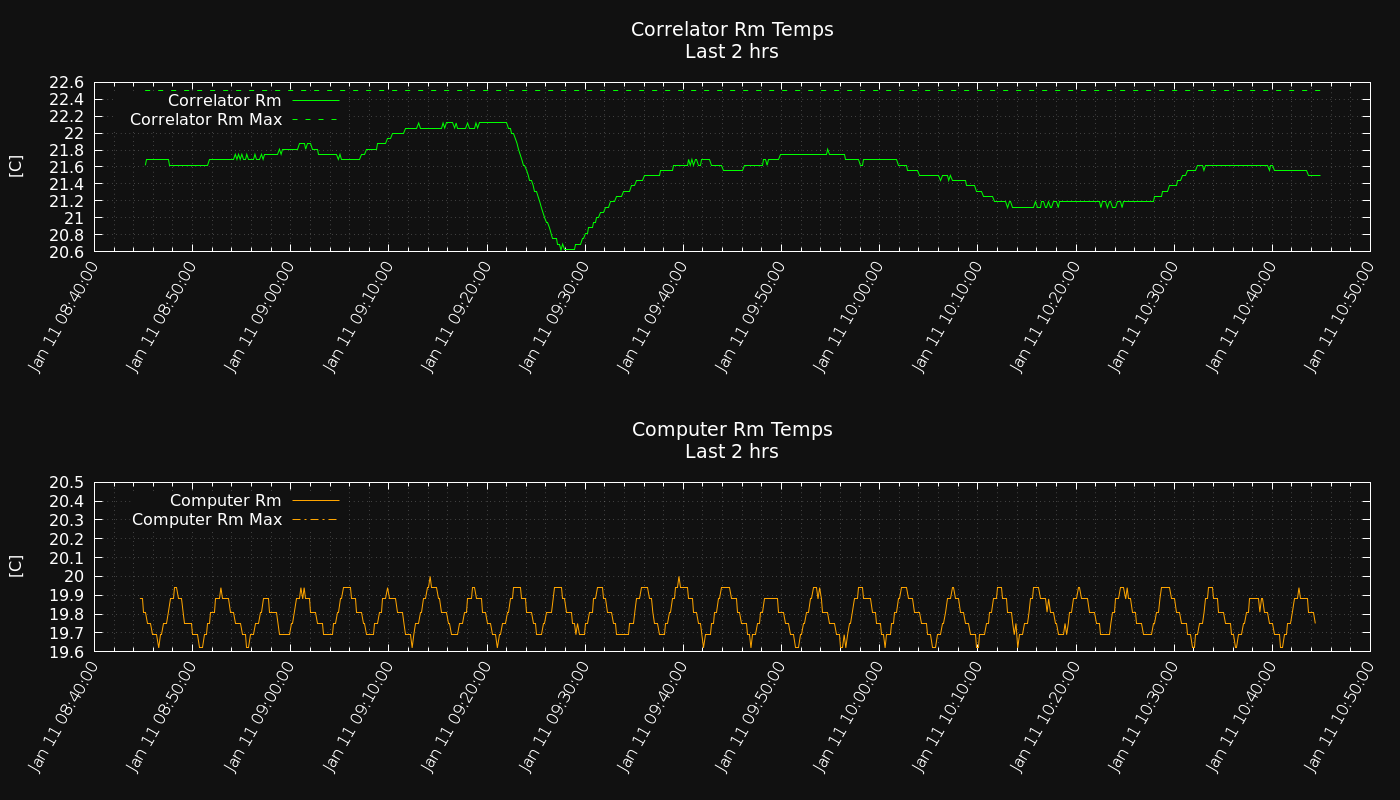 Correlator Rm Temps
Last 2 hrs
22.6
22.4
22.2
22
21.8
21.6
21.4
21.2
21
20.8
20.6
[C]
Correlator Rm
Correlator Rm Max
Jan 11 08:40:00
Jan 11 08:50:00
Jan 11 09:00:00
Jan 11 09:10:00
Jan 11 09:20:00
Jan 11 09:30:00
Jan 11 09:40:00
Jan 11 09:50:00
Jan 11 10:00:00
Jan 11 10:10:00
Jan 11 10:20:00
Jan 11 10:30:00
Jan 11 10:40:00
Jan 11 10:50:00
Computer Rm Temps
Last 2 hrs
20.5
20.4
20.3
20.2
20.1
20
19.9
19.8
19.7
19.6
[C]
Computer Rm
Computer Rm Max
Jan 11 08:40:00
Jan 11 08:50:00
Jan 11 09:00:00
Jan 11 09:10:00
Jan 11 09:20:00
Jan 11 09:30:00
Jan 11 09:40:00
Jan 11 09:50:00
Jan 11 10:00:00
Jan 11 10:10:00
Jan 11 10:20:00
Jan 11 10:30:00
Jan 11 10:40:00
Jan 11 10:50:00